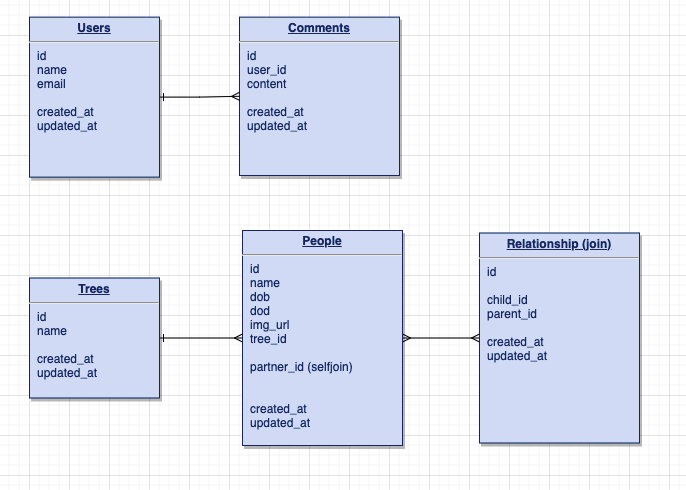 Users
id
name
email
created_at
updated_at
Comments
id
user_id
content
created_at
updated_at
Trees
id
name
created_at
updated_at
People
id
name
dob
dod
img_url
tree_id
partner_id (selfjoin)
created_at
updated_at
Relationship (join)
id
child_id
parent_id
created_at
updated_at